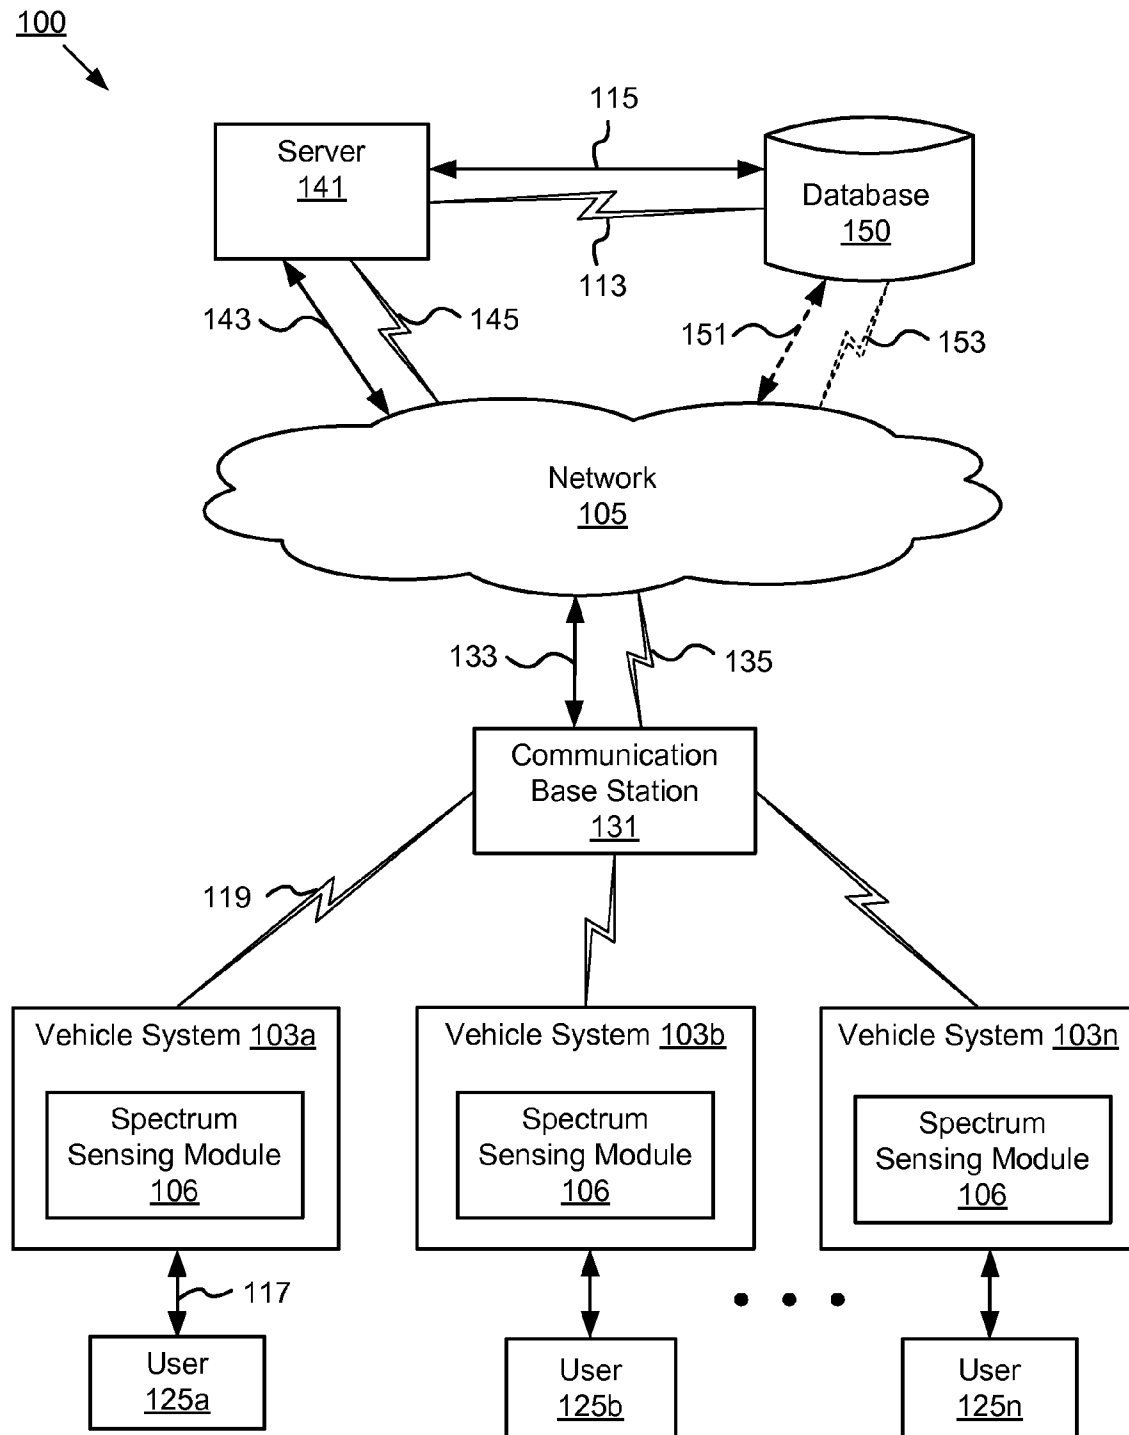 100
115
Server
141
Database
150
113
143
145
151
153
Network
105
133
135
Communication
Base Station
131
119
Vehicle System 103a
Vehicle System 103b
Vehicle System 103n
Spectrum
Sensing Module
106
Spectrum
Sensing Module
106
Spectrum
Sensing Module
106
117
User
125a
User
125b
User
125n